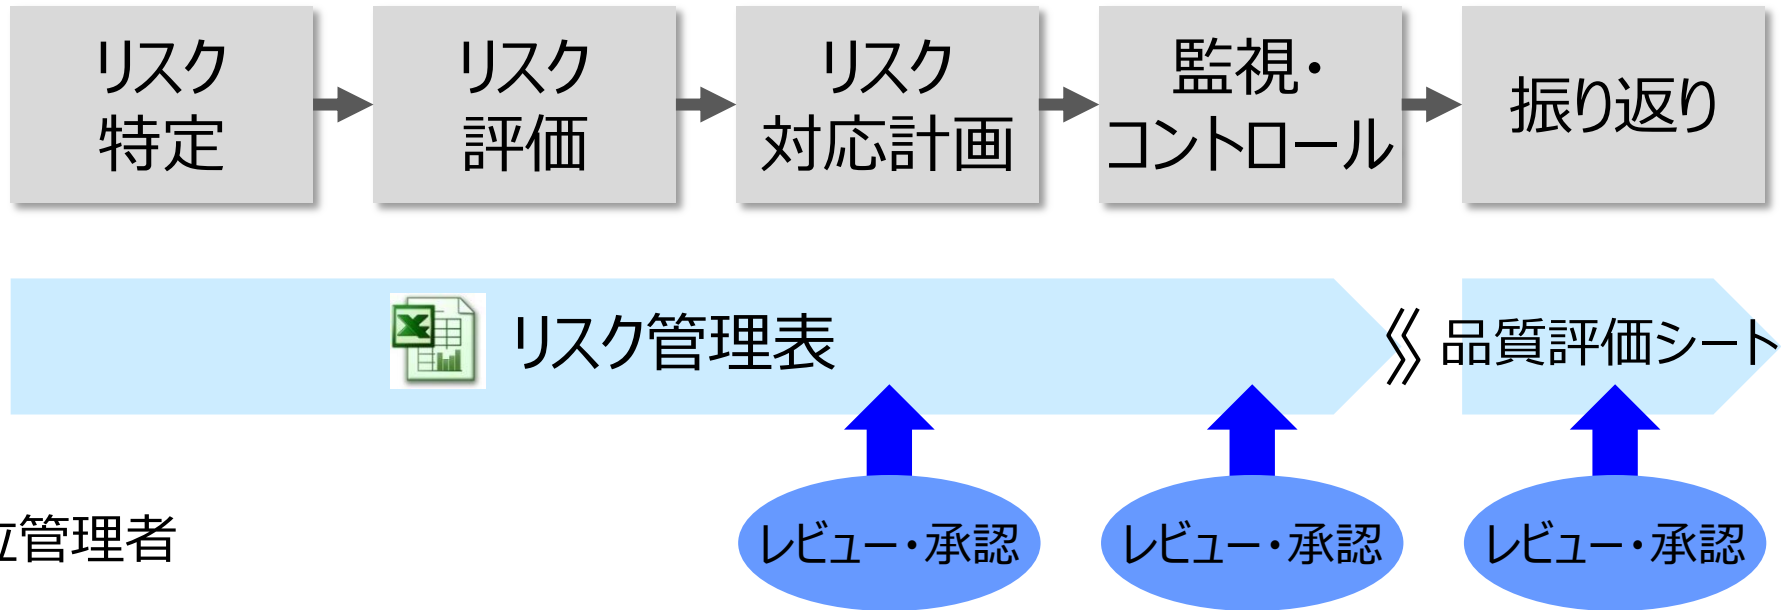 リスク
特定
リスク
評価
リスク
対応計画
監視・
コントロール
振り返り
リスク管理表
品質評価シート
位管理者
レビュー・承認
レビュー・承認
レビュー・承認